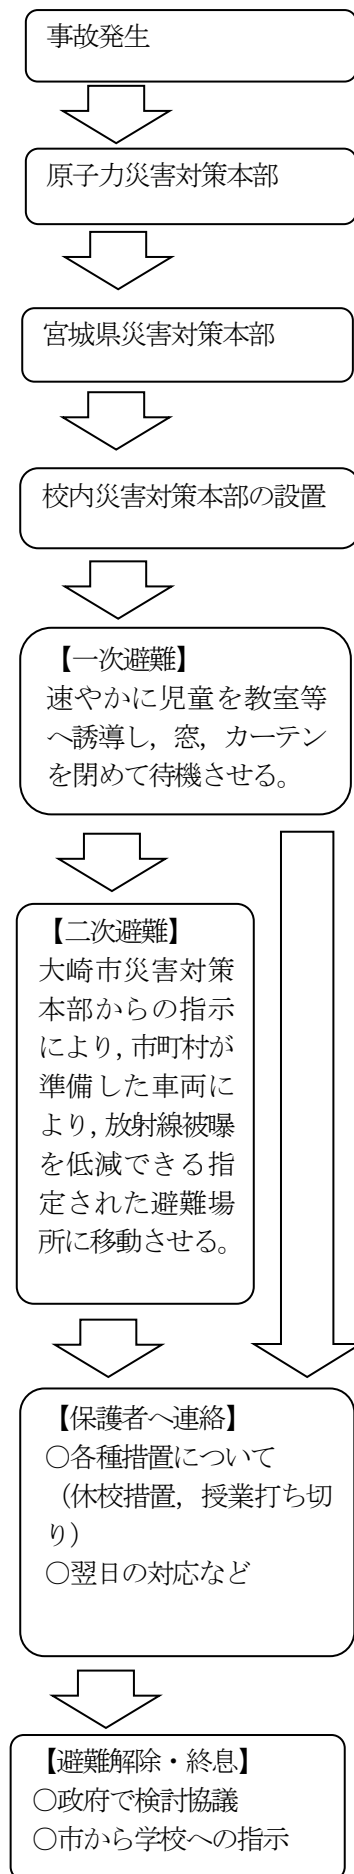 事故発生
原子力災害対策本部
宮城県災害対策本部
校内災害対策本部の設置
【一次避難】
速やかに児童を教室等
へ誘導し，窓，カーテン
を閉めて待機させる。
【二次避難】
大崎市災害対策
本部からの指示
により，市町村が
準備した車両に
より，放射線被曝
を低減できる指
定された避難場
所に移動させる。
【保護者へ連絡】
○各種措置について
（休校措置，授業打ち切
り）
○翌日の対応など
【避難解除・終息】
○政府で検討協議
○市から学校への指示